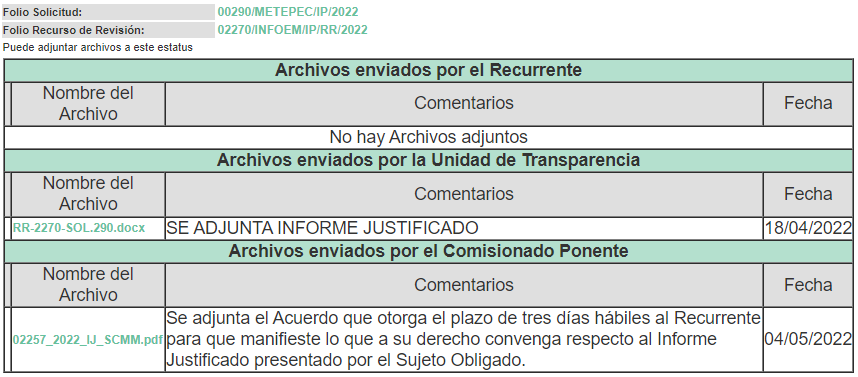 Folio Solicitud: 00290/METEPEC/IP/2022
Folio Recurso de Revisión: 02270/INFOEM/IP/RR/2022
Puede adjuntar archivos a este estatus
Archivos enviados por el Recurrente
Nombre del Archivo Comentarios Fecha
No hay Archivos adjuntos
Archivos enviados por la Unidad de Transparencia
Nombre del Archivo Comentarios Fecha
RR-2270-SOL.290.docx SE ADJUNTA INFORME JUSTIFICADO 18/04/2022
Archivos enviados por el Comisionado Ponente
Nombre del Archivo Comentarios Fecha
Se adjunta el Acuerdo que otorga el plazo de tres días hábiles al Recurrente
02257_2022_IJ_SCMM.pdf para que manifieste lo que a su derecho convenga respecto al Informe 04/05/2022
Justificado presentado por el Sujeto Obligado.